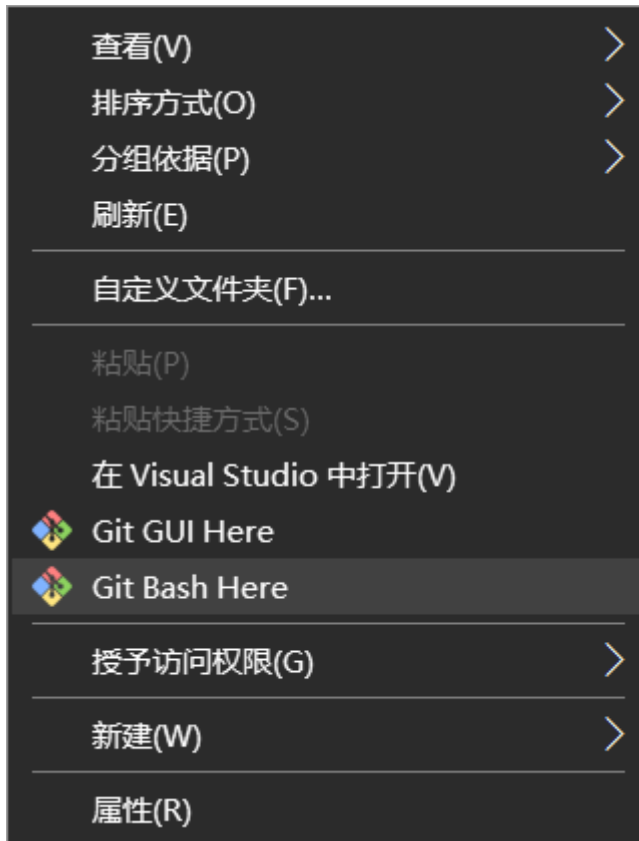 查看(V)
排序方式(O)
分组依据(P)
刷新(E)
自定义文件夹(F)...
粘贴(P)
粘贴快捷方式(S)
在 Visual Studio 中打开(V)
Git GUI Here
Git Bash Here
授予访问权限(G)
新建(W)
属性(R)